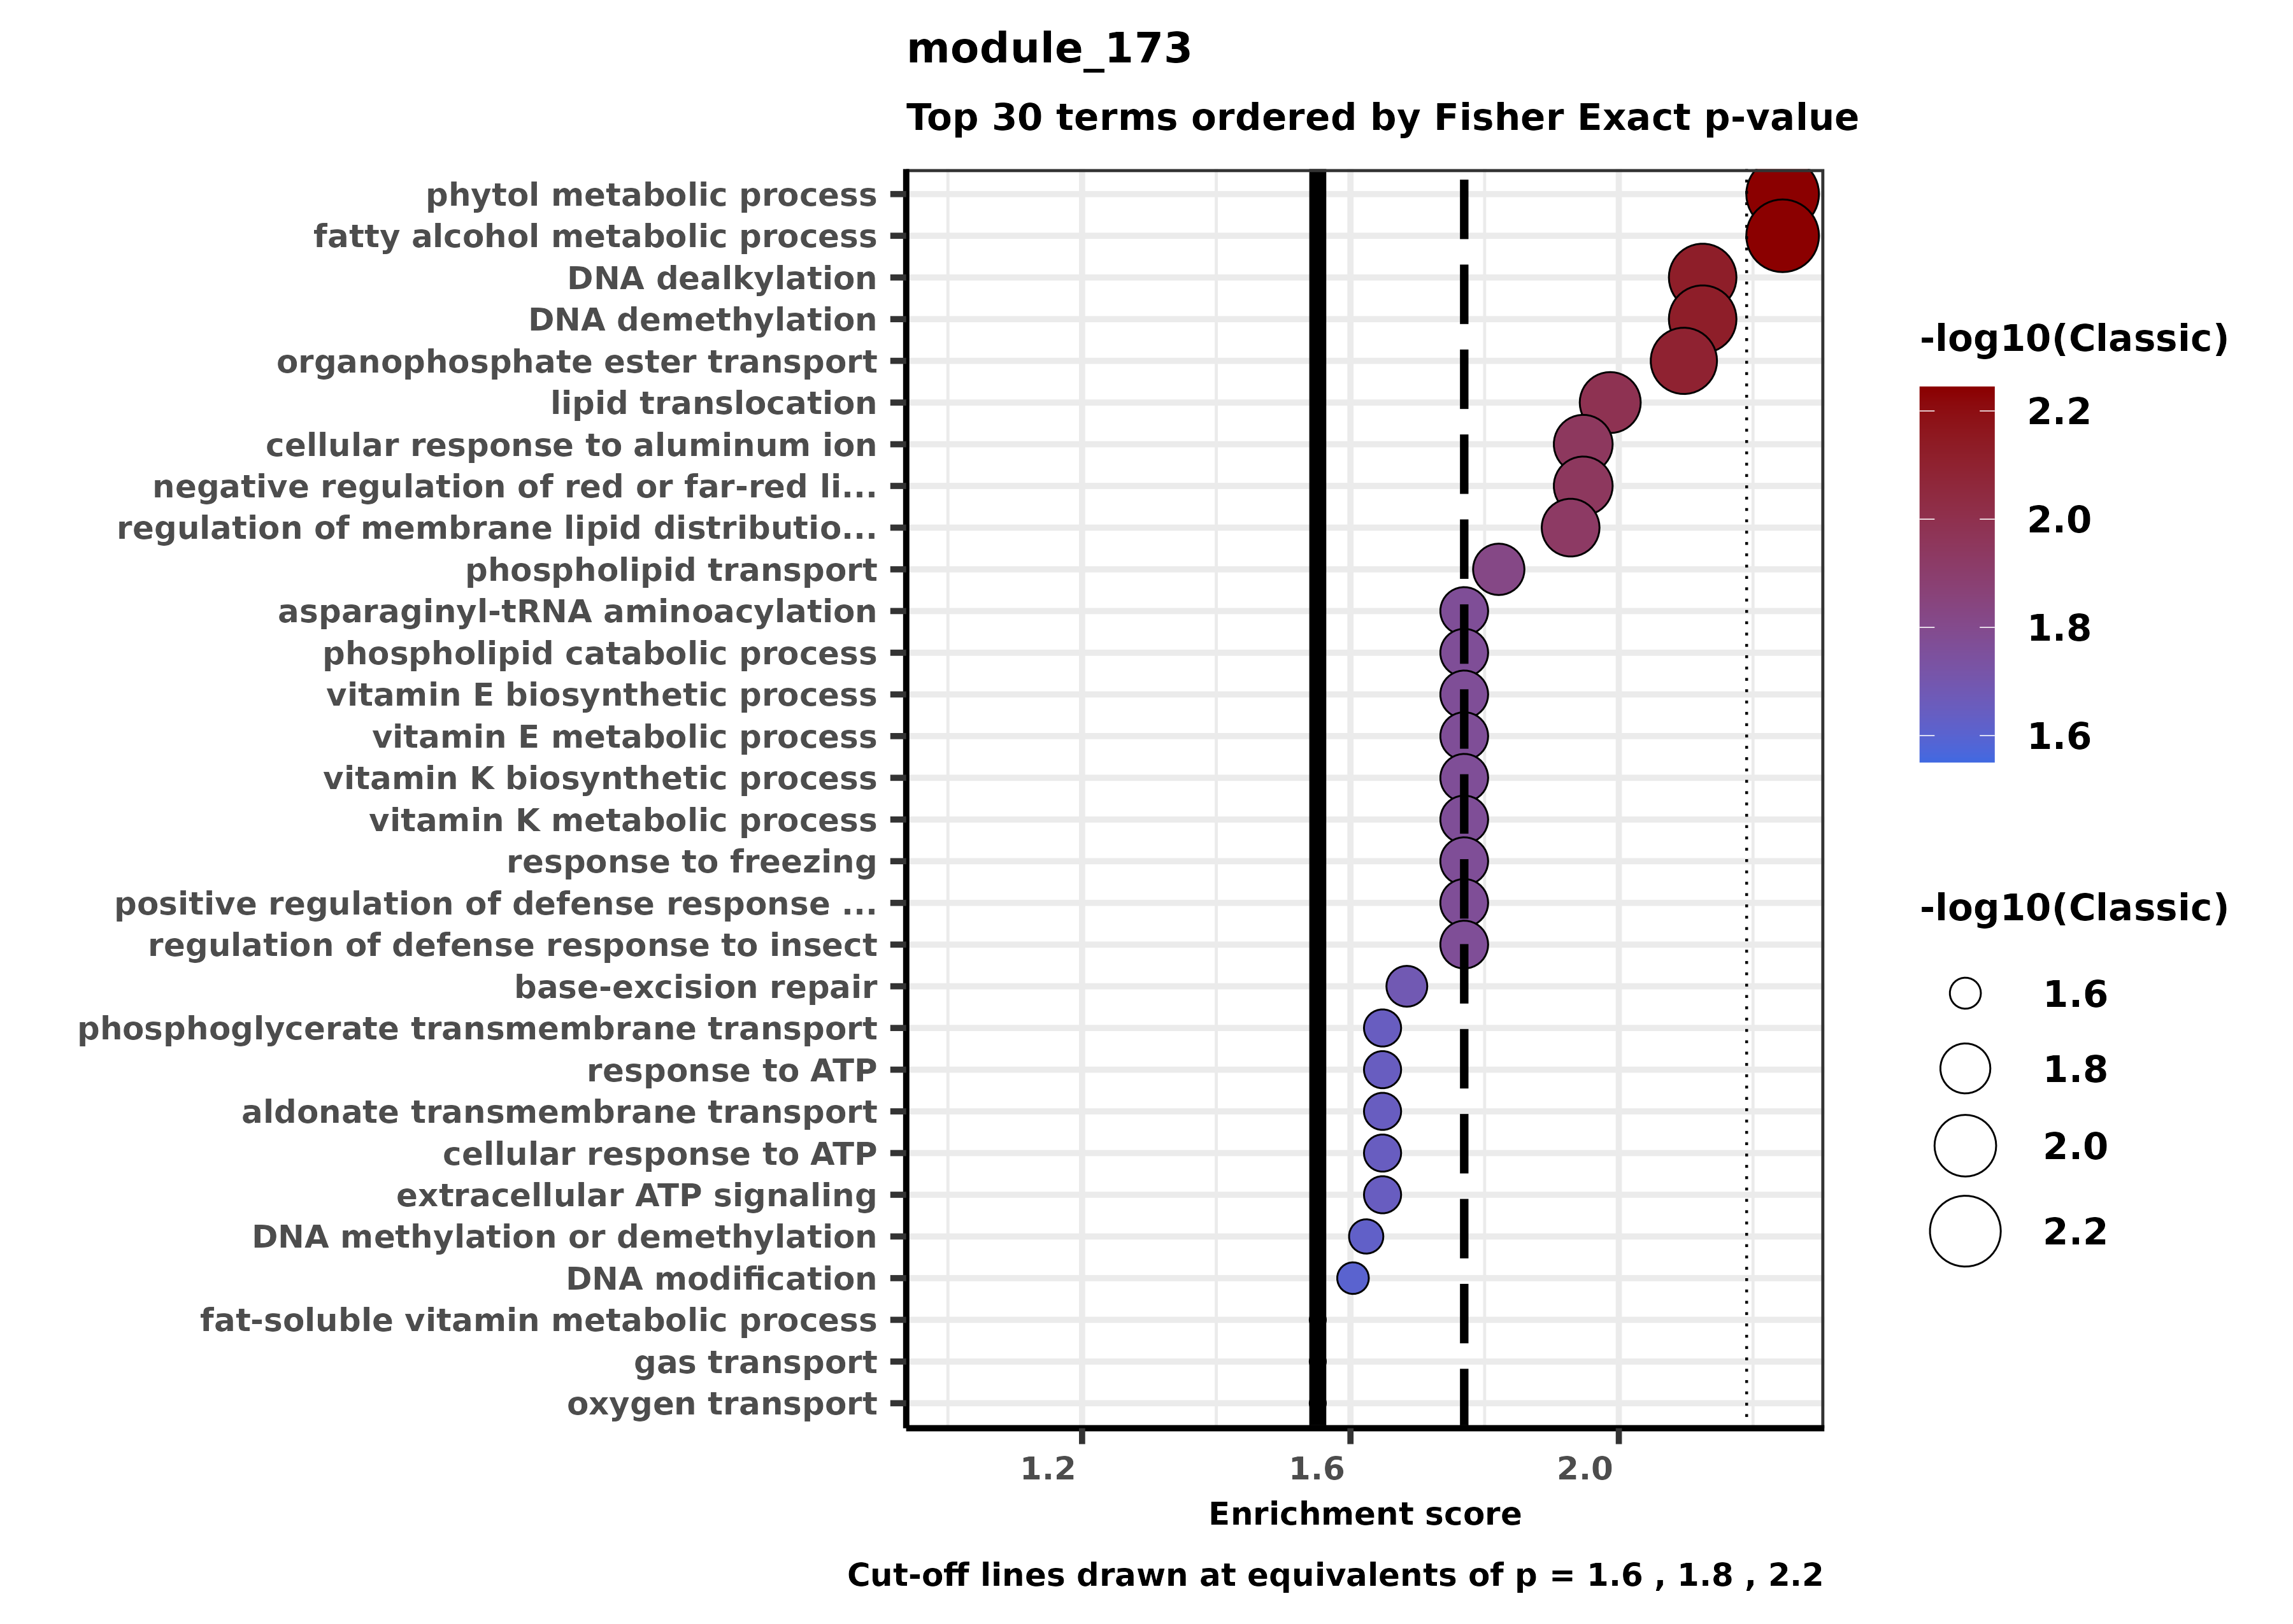 module_173
Top 30 terms ordered by Fisher Exact p-value
phytol metabolic process
fatty alcohol metabolic process
DNA dealkylation
DNA demethylation
organophosphate ester transport
lipid translocation
cellular response to aluminum ion
negative regulation of red or far-red li...
regulation of membrane lipid distributio...
phospholipid transport
asparaginyl-tRNA aminoacylation
phospholipid catabolic process
vitamin E biosynthetic process
vitamin E metabolic process
vitamin K biosynthetic process
vitamin K metabolic process
response to freezing
positive regulation of defense response ...
regulation of defense response to insect
base-excision repair
phosphoglycerate transmembrane transport
response to ATP
aldonate transmembrane transport
cellular response to ATP
extracellular ATP signaling
DNA methylation or demethylation
DNA modification
fat-soluble vitamin metabolic process
gas transport
oxygen transport
1.2 1.6 2.0
Enrichment score
Cut-off lines drawn at equivalents of p = 1.6 , 1.8 , 2.2
-log10(Classic)
2.2
2.0
1.8
1.6
-log10(Classic)
1.6
1.8
2.0
2.2